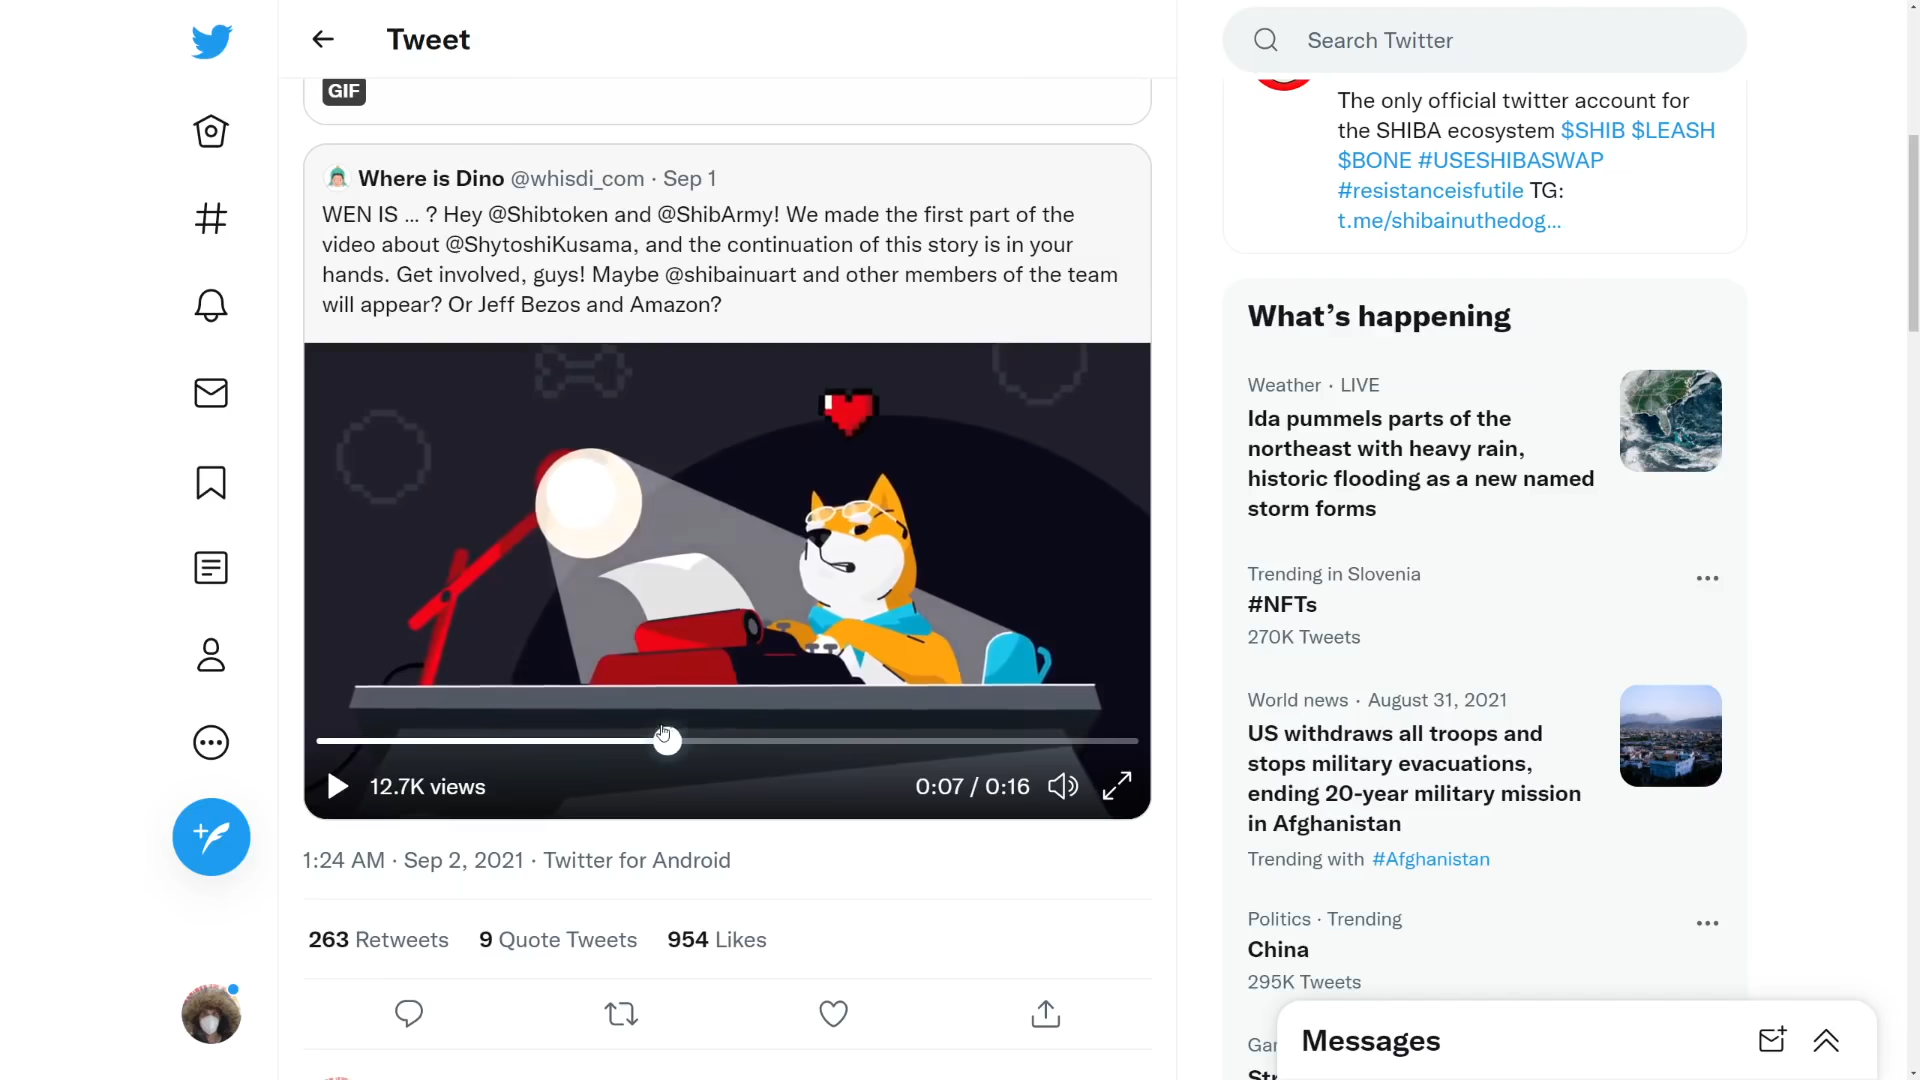 Tweet
Search Twitter
GIF
Where is Dino @whisdi_com · Sep 1
WEN IS ... ? Hey @Shibtoken and @ShibArmy! We made the first part of the
video about @ShytoshiKusama, and the continuation of this story is in your
hands. Get involved, guys! Maybe @shibainuart and other members of the team
will appear? Or Jeff Bezos and Amazon?
12.7K views
0:07 / 0:16
1:24 AM · Sep 2, 2021 · Twitter for Android
263 Retweets 9 Quote Tweets 954 Likes
The only official twitter account for
the SHIBA ecosystem $SHIB $LEASH
$BONE #USESHIBASWAP
#resistanceisfutile TG:
t.me/shibainuthedog...
What's happening
Weather · LIVE
Ida pummels parts of the
northeast with heavy rain,
historic flooding as a new named
storm forms
Trending in Slovenia
#NFTs
270K Tweets
World news · August 31, 2021
US withdraws all troops and
stops military evacuations,
ending 20-year military mission
in Afghanistan
Trending with #Afghanistan
Politics · Trending
China
295K Tweets
Messages